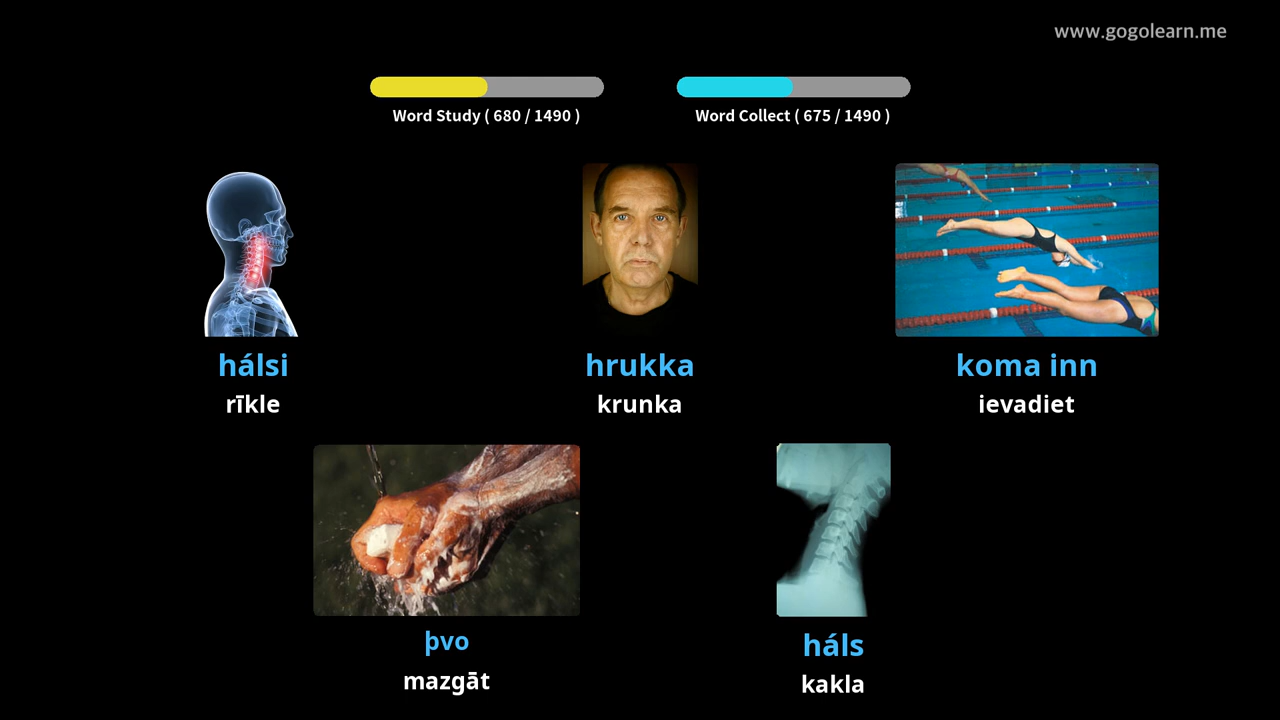 www.gogolearn.me
Word Study ( 680 / 1490 )
Word Collect ( 675 / 1490 )
hálsi
rīkle
hrukka
krunka
koma inn
ievadiet
þvo
mazgāt
háls
kakla